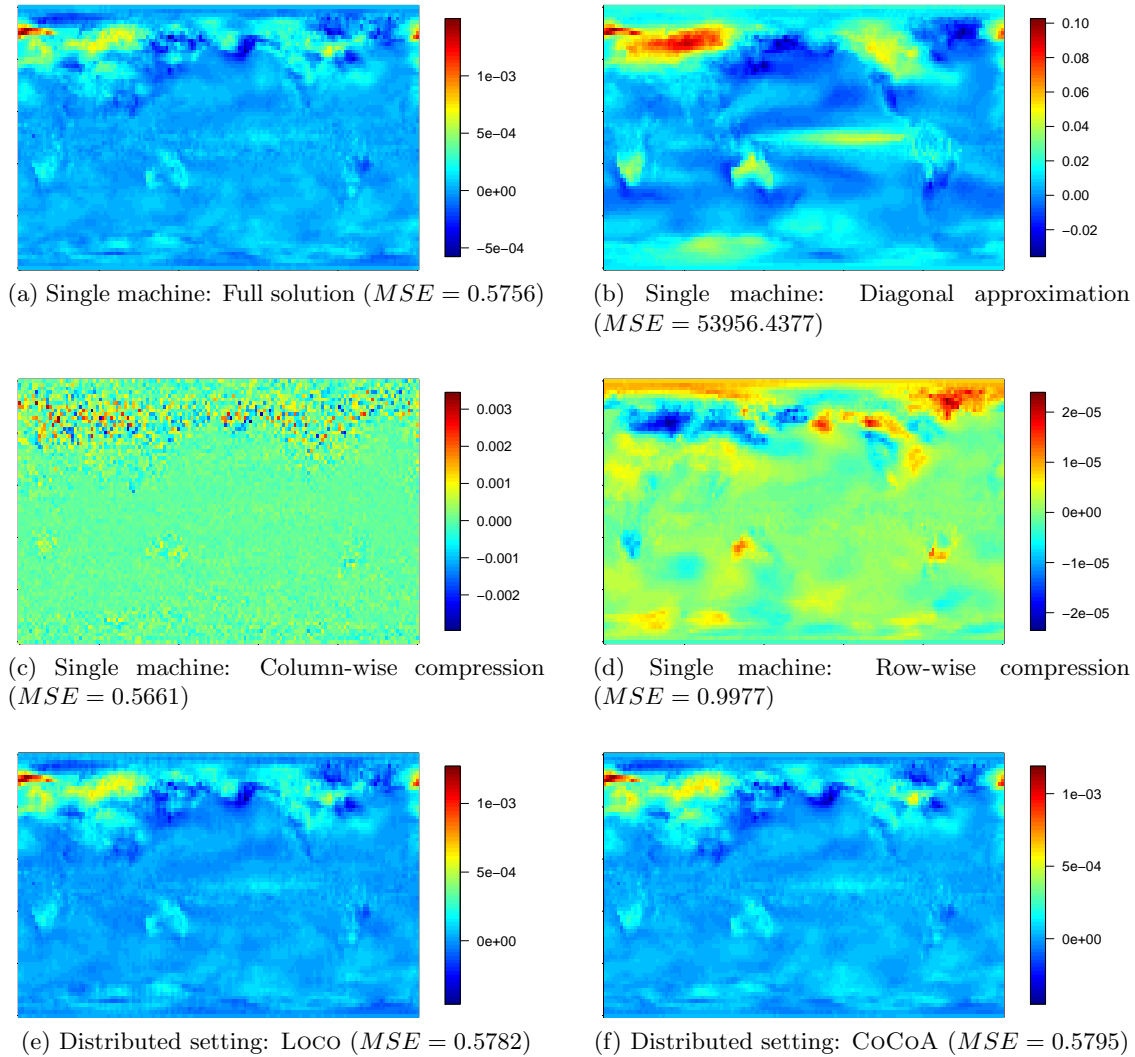 1e−03
5e−04
0e+00
−5e−04
0.10
0.08
0.06
0.04
0.02
0.00
−0.02
(a) Single machine: Full solution (MSE = 0.5756)
(b) Single machine: Diagonal approximation
(MSE = 53956.4377)
0.003
0.002
0.001
0.000
−0.001
−0.002
2e−05
1e−05
0e+00
−1e−05
−2e−05
(c) Single machine: Column-wise compression
(MSE = 0.5661)
(d) Single machine: Row-wise compression
(MSE = 0.9977)
1e−03
5e−04
0e+00
1e−03
5e−04
0e+00
(e) Distributed setting: LOCO (MSE = 0.5782)
(f) Distributed setting: COCOA (MSE = 0.5795)